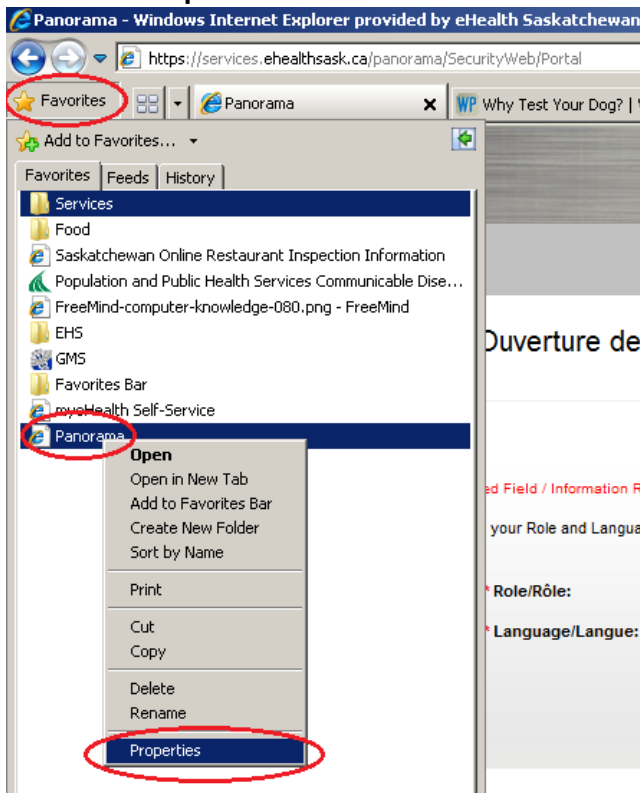 Panorama - Windows Internet Explorer provided by eHealth Saskatchewan
https://services.ehealthsask.ca/panorama/SecurityWeb/Portal
Favorites
Panorama
WP Why Test Your Dog? |
Add to Favorites...
Favorites Feeds History
Services
Food
Saskatchewan Online Restaurant Inspection Information
Population and Public Health Services Communicable Dise...
FreeMind-computer-knowledge-080.png - FreeMind
EHS
Ouverture de
GMS
Favorites Bar
myeHealth Self-Service
Panorama
Open
Open in New Tab
ed Field / Information R
Add to Favorites Bar
Create New Folder
your Role and Langua
Sort by Name
Print
* Role/Rôle:
Cut
* Language/Langue:
Copy
Delete
Rename
Properties